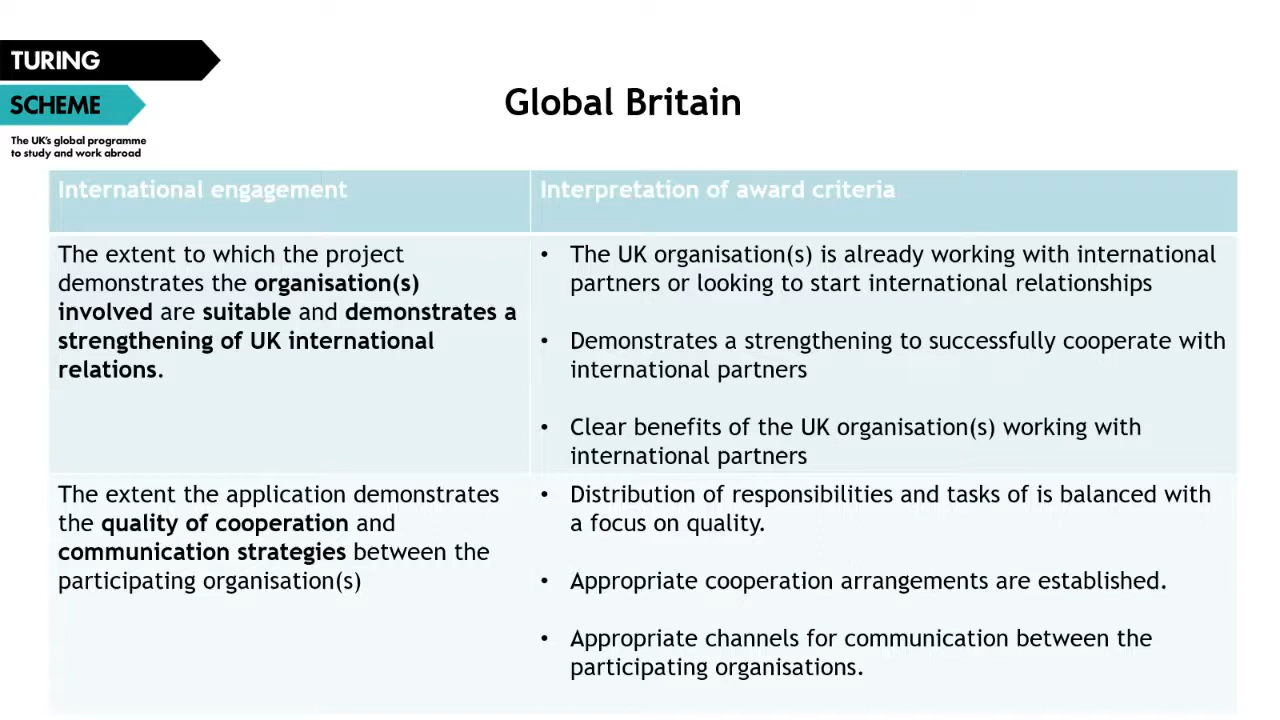 TURING
SCHEME
The UK's global programme
to study and work abroad
Global Britain
International engagement
Interpretation of award criteria
The extent to which the project
demonstrates the organisation(s)
involved are suitable and demonstrates a
strengthening of UK international
relations.
• The UK organisation(s) is already working with international
partners or looking to start international relationships
• Demonstrates a strengthening to successfully cooperate with
international partners
• Clear benefits of the UK organisation(s) working with
international partners
The extent the application demonstrates
the quality of cooperation and
communication strategies between the
participating organisation(s)
• Distribution of responsibilities and tasks of is balanced with
a focus on quality.
• Appropriate cooperation arrangements are established.
• Appropriate channels for communication between the
participating organisations.